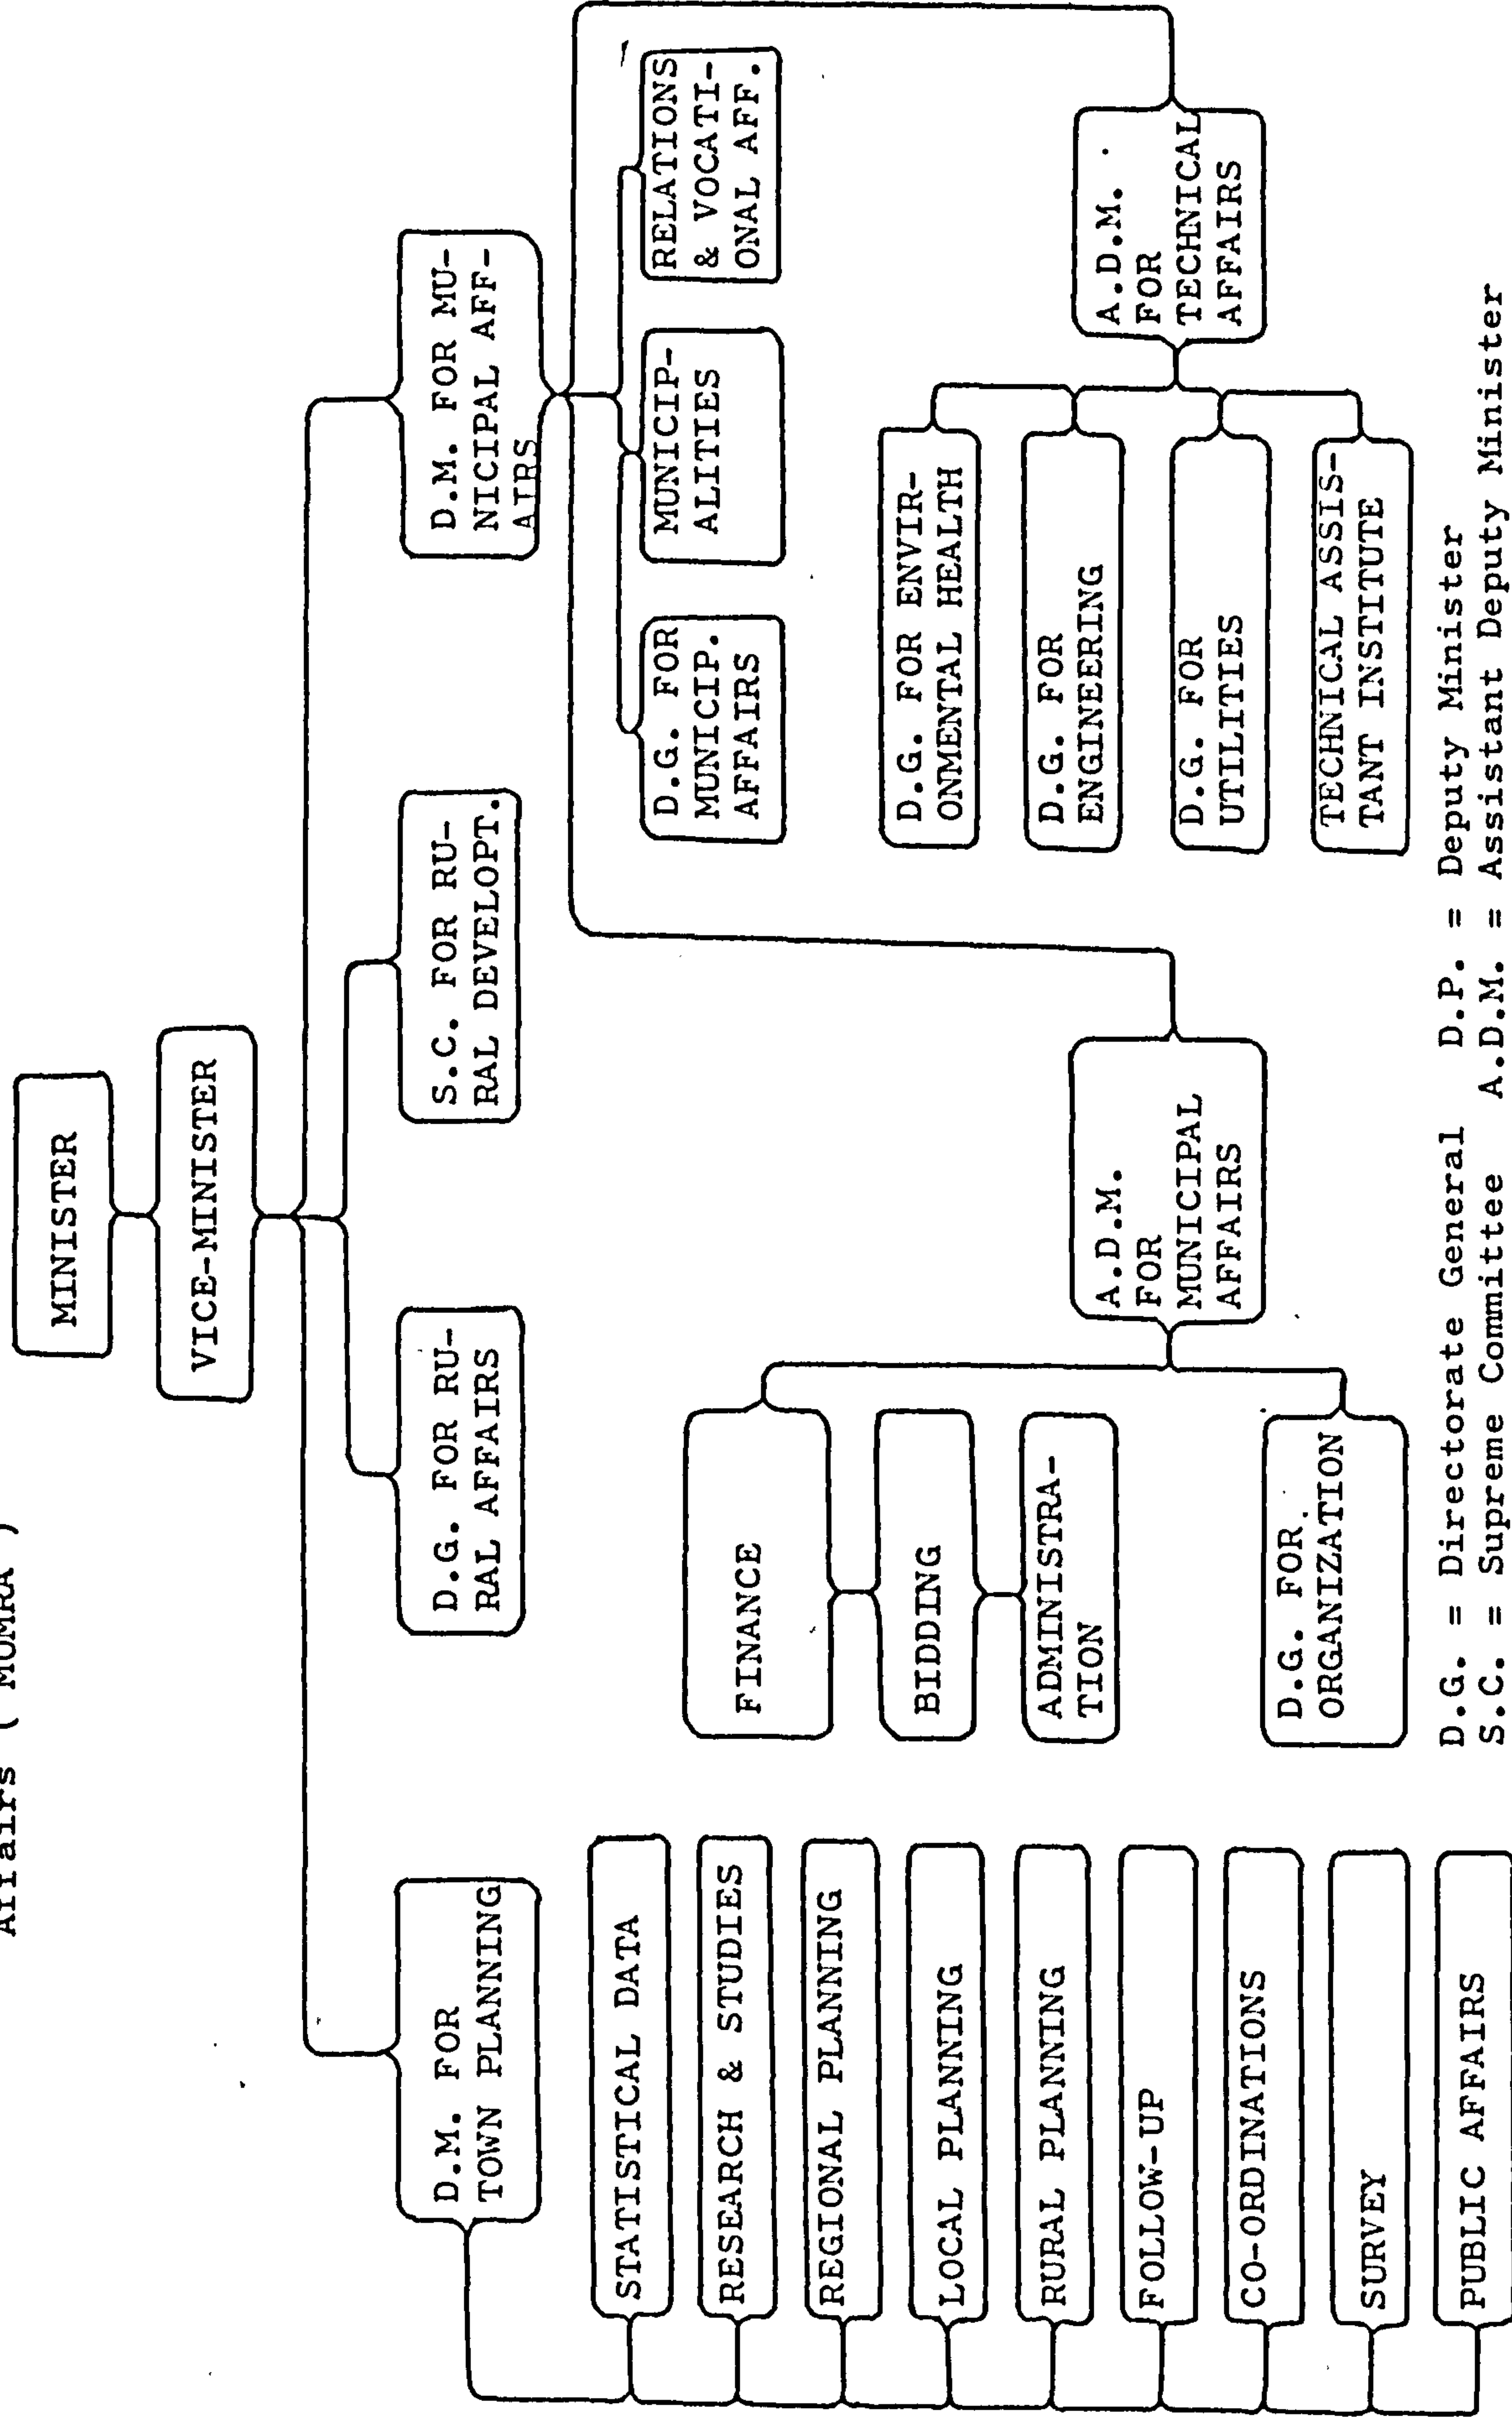 Affairs ( MOMRA )
MINISTER
VICE-MINISTER
D.M. FOR
TOWN PLANNING
D.G. FOR RU-
RAL AFFAIRS
S.C. FOR RU-
RAL DEVELOPT.
D.M. FOR MU-
NICIPAL AFF-
AIRS
STATISTICAL DATA
RESEARCH & STUDIES
REGIONAL PLANNING
LOCAL PLANNING
RURAL PLANNING
FOLLOW-UP
CO-ORDINATIONS
SURVEY
PUBLIC AFFAIRS
D.G. FOR
MUNICIP.
AFFAIRS
MUNICIP-
ALITIES
RELATIONS
& VOCATI-
ONAL AFF.
FINANCE
BIDDING
ADMINISTRA-
TION
D.G. FOR
ORGANIZATION
A.D.M.
FOR
MUNICIPAL
AFFAIRS
D.G. FOR ENVIR-
ONMENTAL HEALTH
D.G. FOR
ENGINEERING
D.G. FOR
UTILITIES
TECHNICAL ASSIS-
TANT INSTITUTE
A.D.M.
FOR
TECHNICAL
AFFAIRS
D.G. = Directorate General D.P. = Deputy Minister
S.C. = Supreme Committee A.D.M. = Assistant Deputy Minister